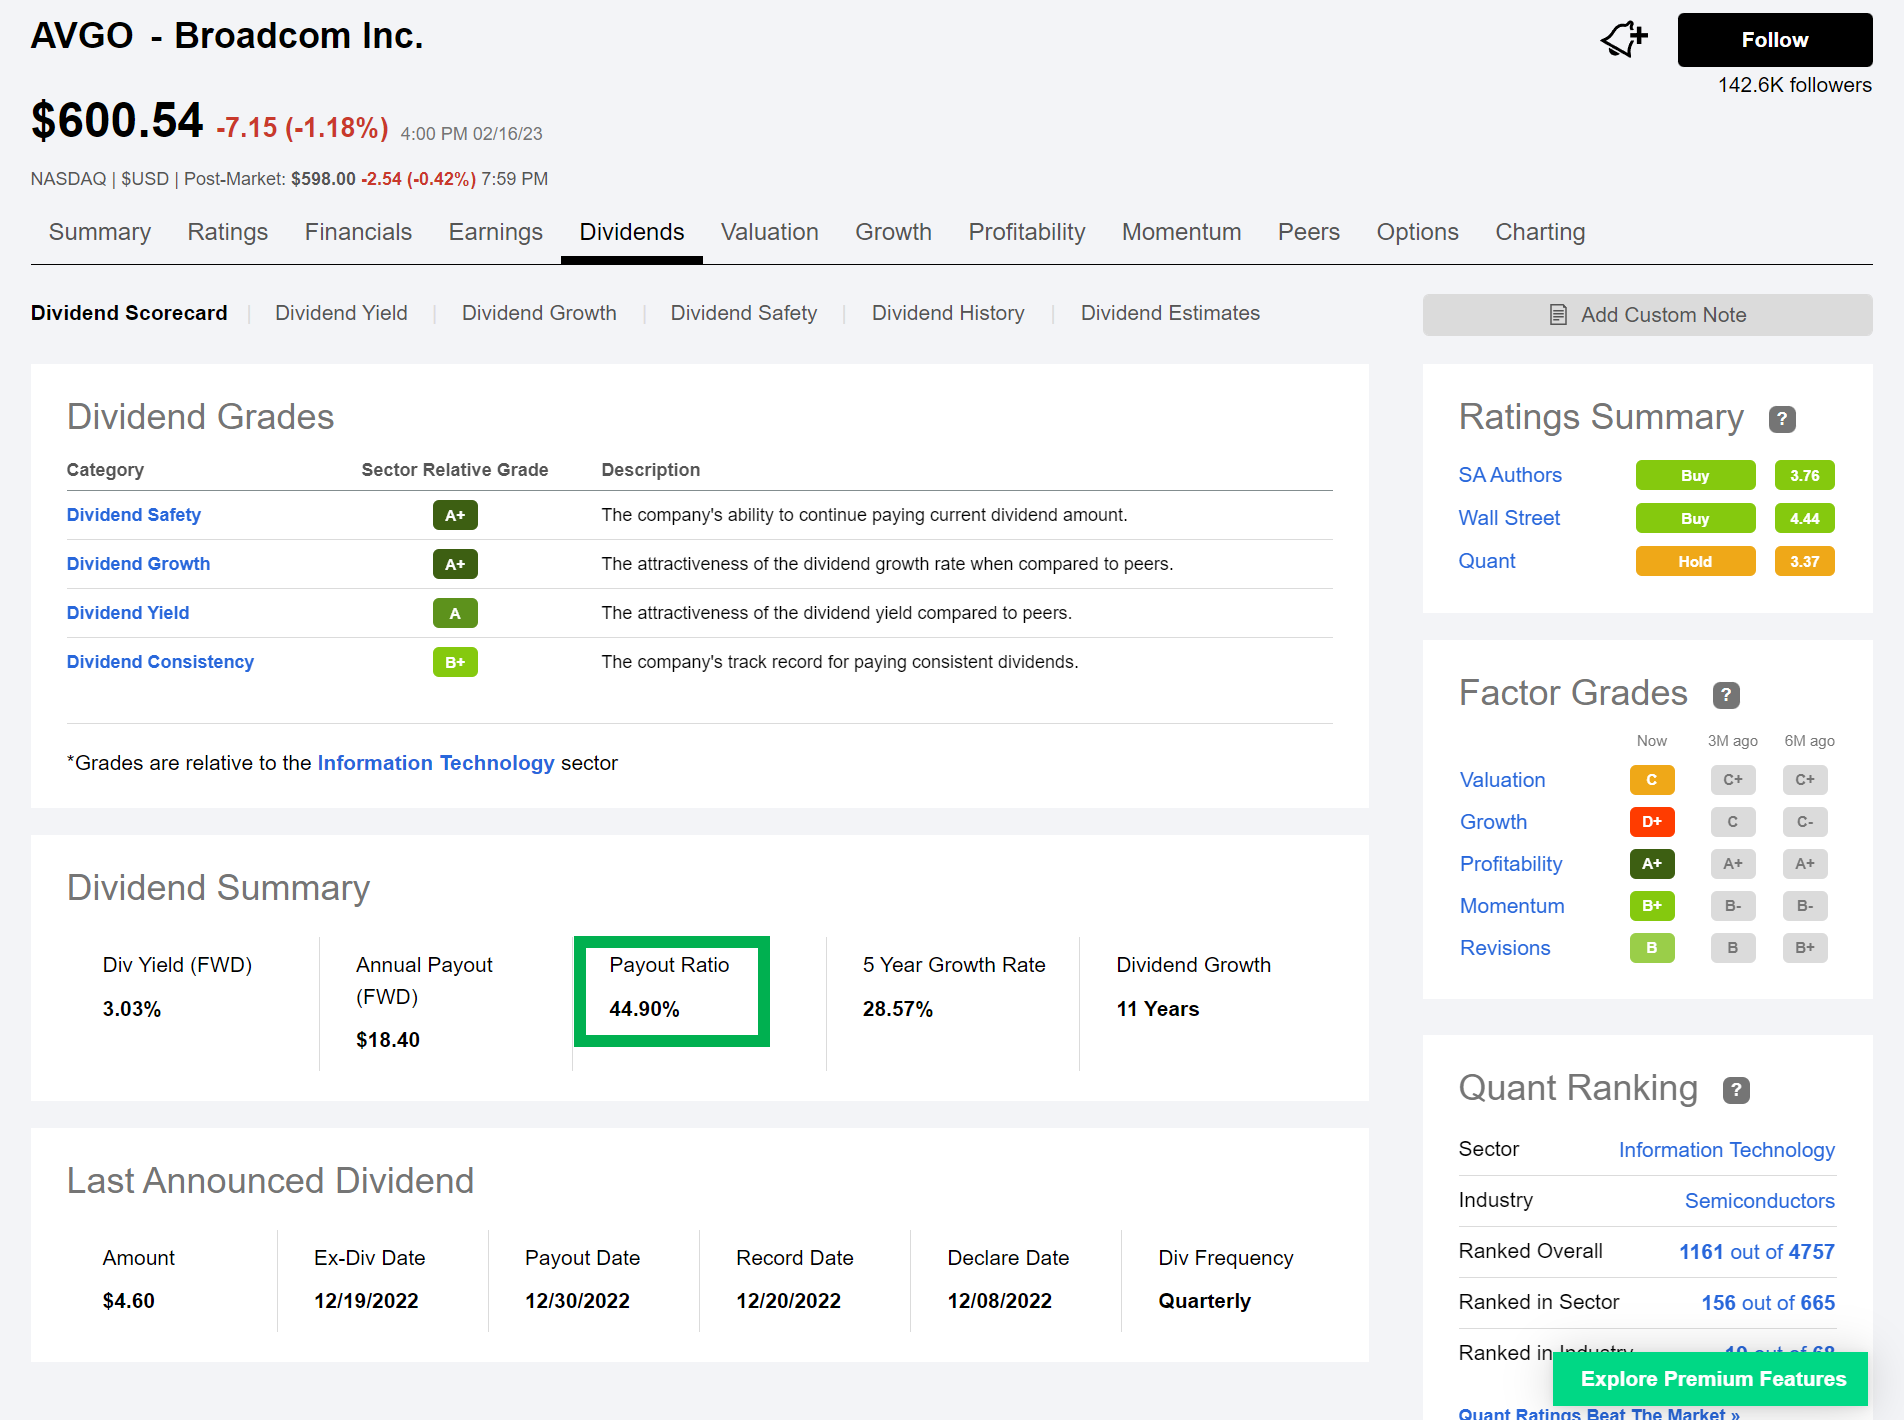 AVGO - Broadcom Inc.
Follow
142.6K followers
$600.54 -7.15 (-1.18%) 4:00 PM 02/16/23
NASDAQ | $USD | Post-Market: $598.00 -2.54 (-0.42%) 7:59 PM
Summary Ratings Financials Earnings Dividends Valuation Growth Profitability Momentum Peers Options Charting
Dividend Scorecard | Dividend Yield | Dividend Growth | Dividend Safety | Dividend History | Dividend Estimates
Add Custom Note
Dividend Grades
Category Sector Relative Grade Description
Dividend Safety A+ The company's ability to continue paying current dividend amount.
Dividend Growth A+ The attractiveness of the dividend growth rate when compared to peers.
Dividend Yield A The attractiveness of the dividend yield compared to peers.
Dividend Consistency B+ The company's track record for paying consistent dividends.
*Grades are relative to the Information Technology sector
Dividend Summary
Div Yield (FWD)
3.03%
Annual Payout
(FWD)
$18.40
Payout Ratio
44.90%
5 Year Growth Rate
28.57%
Dividend Growth
11 Years
Last Announced Dividend
Amount
$4.60
Ex-Div Date
12/19/2022
Payout Date
12/30/2022
Record Date
12/20/2022
Declare Date
12/08/2022
Div Frequency
Quarterly
Ratings Summary ?
SA Authors Buy 3.76
Wall Street Buy 4.44
Quant Hold 3.37
Factor Grades ?
Now 3M ago 6M ago
Valuation C C+ C+
Growth D+ C C-
Profitability A+ A+ A+
Momentum B+ B- B-
Revisions B B B+
Quant Ranking ?
Sector Information Technology
Industry Semiconductors
Ranked Overall 1161 out of 4757
Ranked in Sector 156 out of 665
Ranked in Industry 19 out of 68
Explore Premium Features
Quant Ratings Beat The Market »